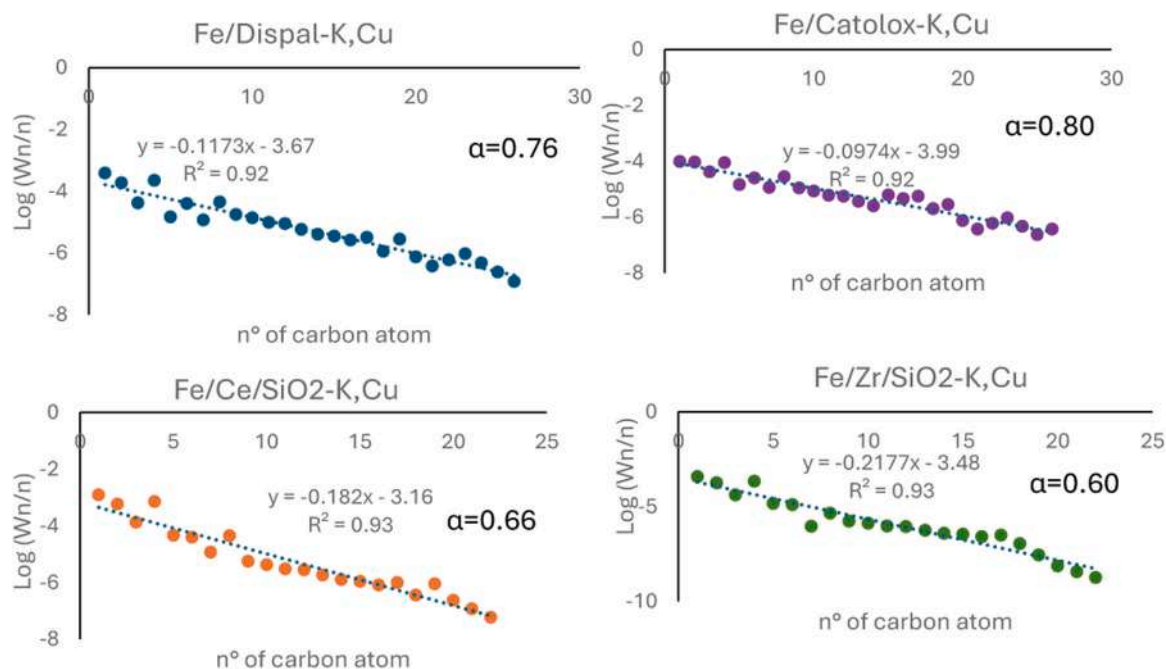 Fe/Dispal-K,Cu
0
0
10
20
30
-2
-4
-6
-8
y = -0.1173x - 3.67
R² = 0.92
α=0.76
Log (Wn/n)
n° of carbon atom
Fe/Catolox-K,Cu
0
0
10
20
30
-2
-4
-6
-8
α=0.80
y = -0.0974x - 3.99
R² = 0.92
Log (Wn/n)
n° of carbon atom
Fe/Ce/SiO2-K,Cu
0
0
5
10
15
20
25
-2
-4
-6
-8
y = -0.182x - 3.16
R² = 0.93
α=0.66
Log (Wn/n)
n° of carbon atom
Fe/Zr/SiO2-K,Cu
0
0
5
10
15
20
25
-5
-10
y = -0.2177x - 3.48
R² = 0.93
α=0.60
Log (Wn/n)
n° of carbon atom